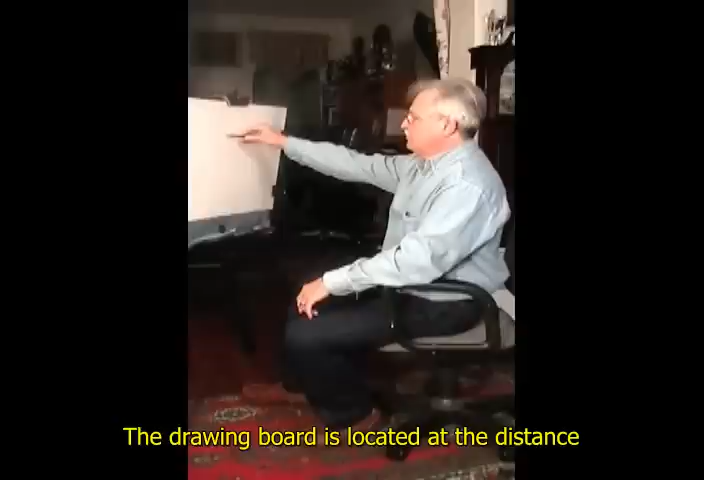 The drawing board is located at the distance